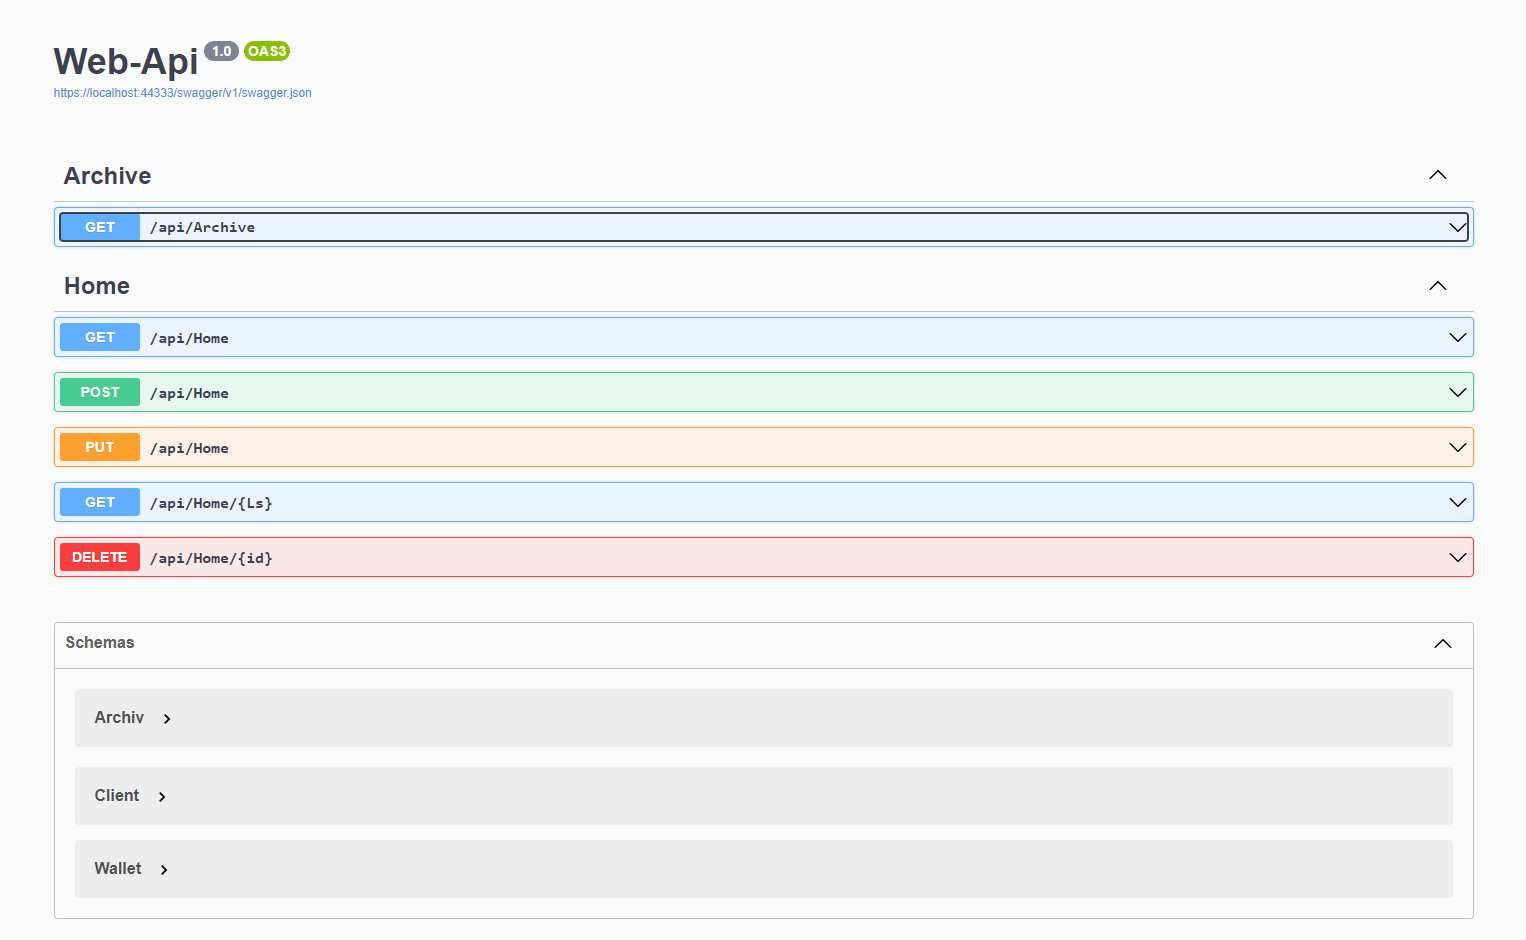 Web-Api 1.0 OAS3
https://localhost:44333/swagger/v1/swagger.json
Archive
GET /api/Archive
Home
GET /api/Home
POST /api/Home
PUT /api/Home
GET /api/Home/{Ls}
DELETE /api/Home/{id}
Schemas
Archiv
Client
Wallet